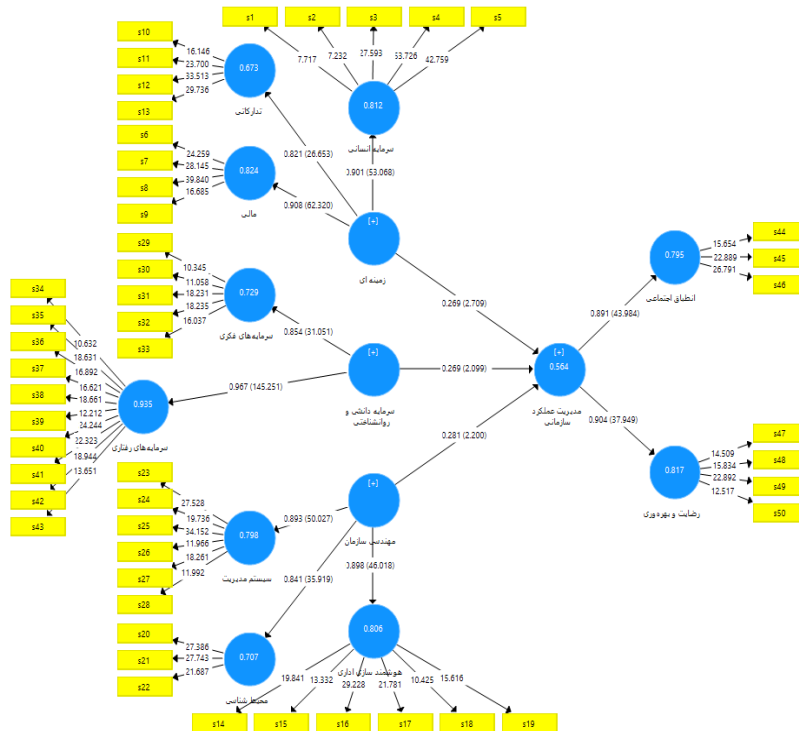 s1
s2
s3
s4
s5
7.717
7.232
27.593
53.726
42.759
0.812
سرمایه انسانی
s10
s11
s12
s13
16.146
23.700
33.513
29.736
0.673
تدارکاتی
0.821 (26.653)
0.901 (53.068)
s6
s7
s8
s9
24.259
28.145
39.840
16.685
0.824
مالی
0.908 (62.320)
[+]
زمینه ای
s29
s30
s31
s32
s33
10.345
11.058
18.231
18.235
16.037
0.729
سرمایه‌های فکری
0.854 (31.051)
0.269 (2.709)
s44
s45
s46
15.654
22.889
26.791
0.795
انطباق اجتماعی
0.891 (43.984)
s34
s35
s36
s37
s38
s39
s40
s41
s42
s43
10.632
18.631
16.892
16.621
18.661
12.212
24.244
22.323
18.944
13.651
0.935
سرمایه‌های رفتاری
0.967 (145.251)
[+]
سرمایه دانشی و
روانشناختی
0.269 (2.099)
[+]
0.564
مدیریت عملکرد
سازمانی
0.281 (2.200)
0.904 (37.949)
s47
s48
s49
s50
14.509
15.834
22.892
12.517
0.817
رضایت و بهره‌وری
s23
s24
s25
s26
s27
s28
27.528
19.736
34.152
11.966
18.261
11.992
0.798
سیستم مدیریت
0.893 (50.027)
[+]
مهندسی سازمان
0.841 (35.919)
0.898 (46.018)
s20
s21
s22
27.386
27.743
21.687
0.707
محیط شناسی
0.806
هوشمند سازی اداری
19.841
13.332
29.228
21.781
10.425
15.616
s14
s15
s16
s17
s18
s19